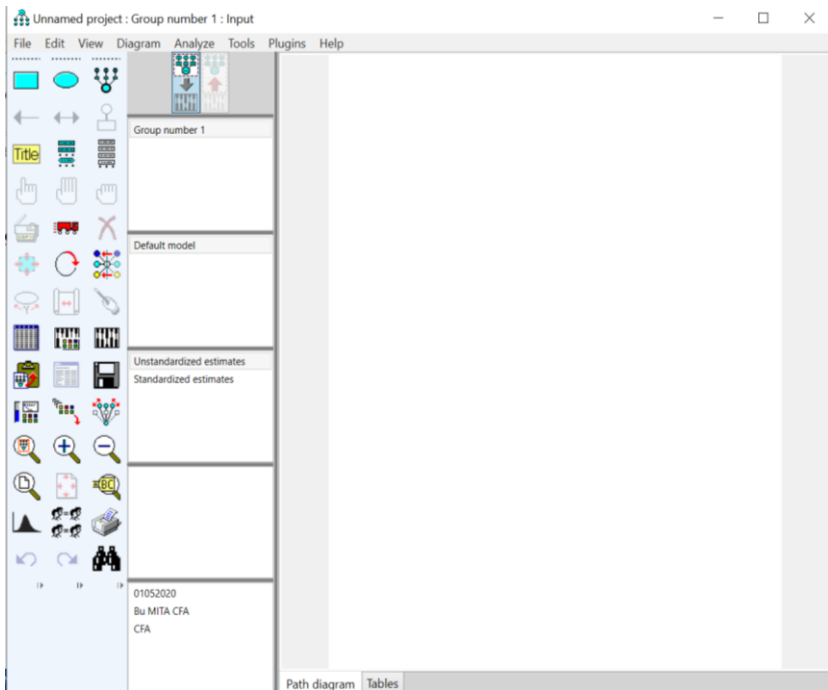 Unnamed project : Group number 1 : Input
File Edit View Diagram Analyze Tools Plugins Help
Title
Group number 1
Default model
Unstandardized estimates
Standardized estimates
BC
01052020
Bu MITA CFA
CFA
Path diagram Tables